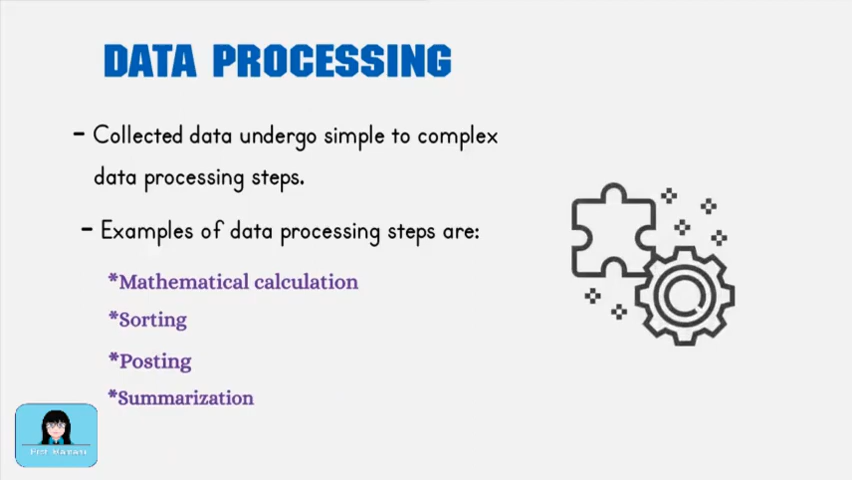 DATA PROCESSING
- Collected data undergo simple to complex
data processing steps.
- Examples of data processing steps are:
*Mathematical calculation
*Sorting
*Posting
*Summarization